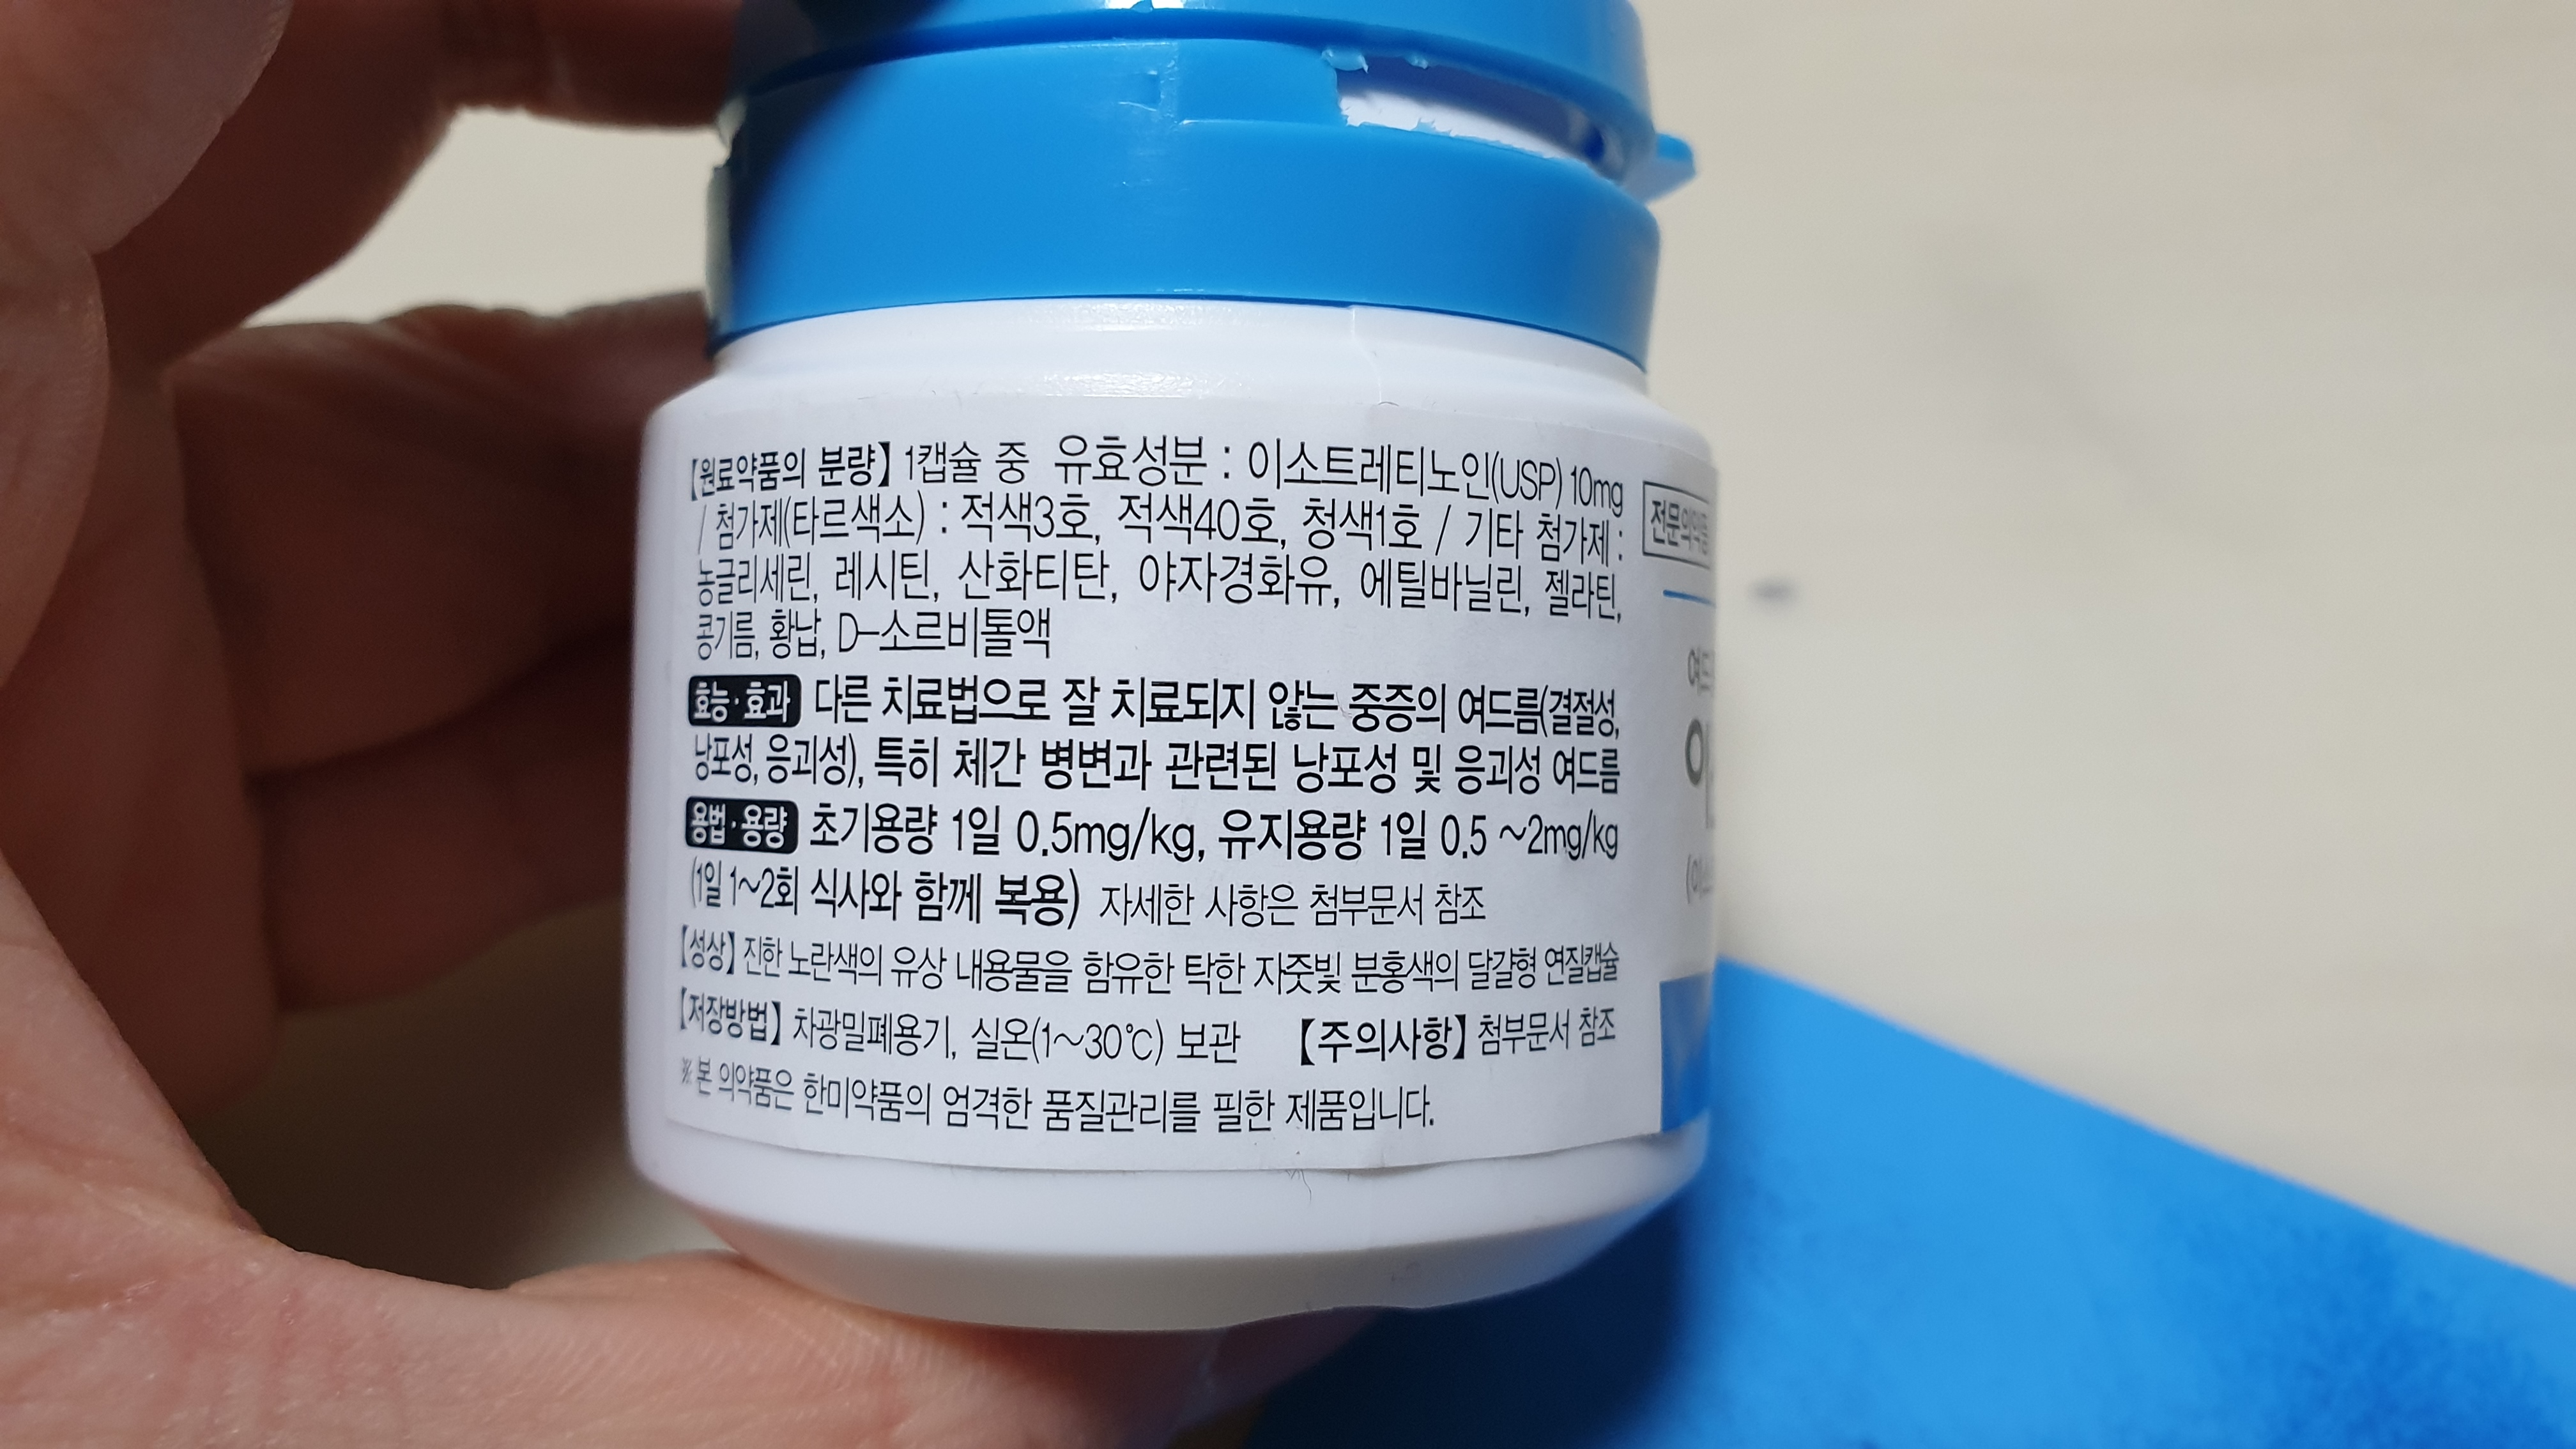 【원료약품의 분량】 1캡슐 중 유효성분 : 이소트레티노인(USP) 10mg
/ 첨가제(타르색소) : 적색3호, 적색40호, 청색1호 / 기타 첨가제 :
농글리세린, 레시틴, 산화티탄, 야자경화유, 에틸바닐린, 젤라틴,
콩기름, 황납, D-소르비톨액
효능·효과 다른 치료법으로 잘 치료되지 않는 중증의 여드름(결절성,
낭포성, 응괴성), 특히 체간 병변과 관련된 낭포성 및 응괴성 여드름
용법·용량 초기용량 1일 0.5mg/kg, 유지용량 1일 0.5 ~2mg/kg
(1일 1~2회 식사와 함께 복용) 자세한 사항은 첨부문서 참조
【성상】 진한 노란색의 유상 내용물을 함유한 탁한 자줏빛 분홍색의 달걀형 연질캡슐
【저장방법】 차광밀폐용기, 실온(1~30℃) 보관 【주의사항】 첨부문서 참조
※ 본 의약품은 한미약품의 엄격한 품질관리를 필한 제품입니다.
전문의약품